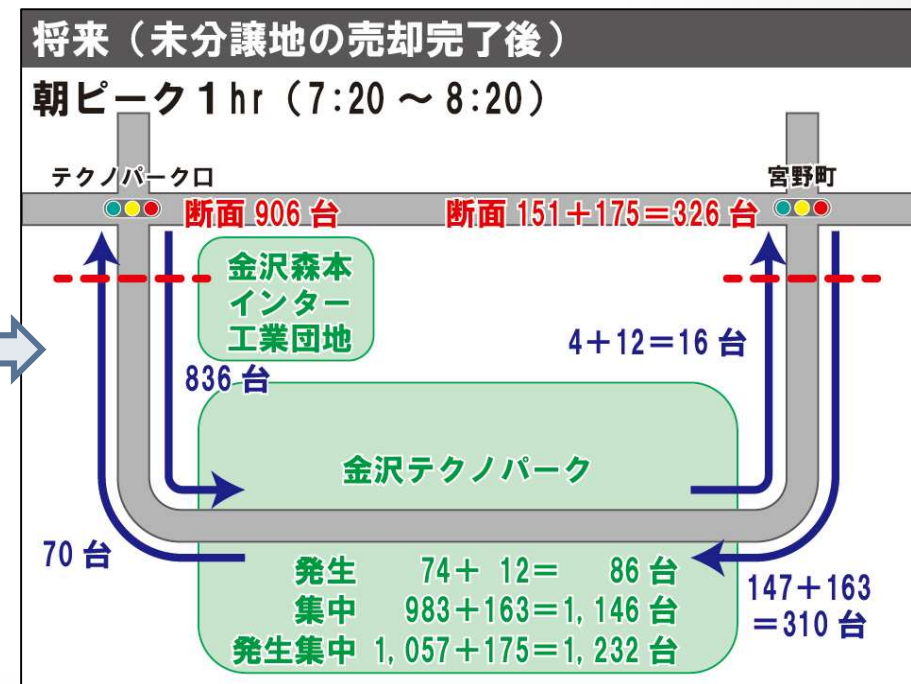 将来（未分譲地の売却完了後）
朝ピーク1hr（7:20～8:20）
テクノパーク口
宮野町
断面 906 台
断面 151＋175＝326 台
金沢森本
インター
工業団地
4＋12＝16 台
836 台
金沢テクノパーク
70 台
発生 74＋ 12＝ 86 台
集中 983＋163＝1,146 台
発生集中 1,057＋175＝1,232 台
147＋163
＝310 台